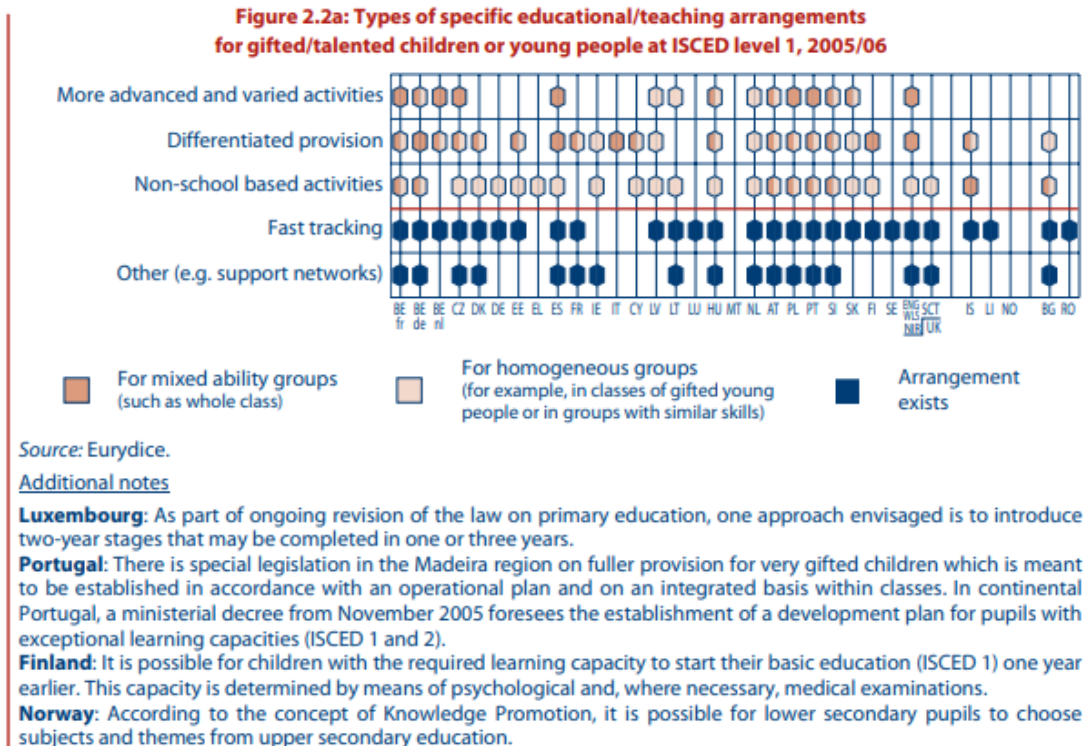 Figure 2.2a: Types of specific educational/teaching arrangements
for gifted/talented children or young people at ISCED level 1, 2005/06
More advanced and varied activities
Differentiated provision
Non-school based activities
Fast tracking
Other (e.g. support networks)
BE BE BE CZ DK DE EE EL ES FR IE IT CY LV LT LU HU MT NL AT PL PT SI SK FI SE ENG SCT IS LI NO BG RO
fr de nl WLS
NIR UK
For mixed ability groups
(such as whole class)
For homogeneous groups
(for example, in classes of gifted young
people or in groups with similar skills)
Arrangement
exists
Source: Eurydice.
Additional notes
Luxembourg: As part of ongoing revision of the law on primary education, one approach envisaged is to introduce
two-year stages that may be completed in one or three years.
Portugal: There is special legislation in the Madeira region on fuller provision for very gifted children which is meant
to be established in accordance with an operational plan and on an integrated basis within classes. In continental
Portugal, a ministerial decree from November 2005 foresees the establishment of a development plan for pupils with
exceptional learning capacities (ISCED 1 and 2).
Finland: It is possible for children with the required learning capacity to start their basic education (ISCED 1) one year
earlier. This capacity is determined by means of psychological and, where necessary, medical examinations.
Norway: According to the concept of Knowledge Promotion, it is possible for lower secondary pupils to choose
subjects and themes from upper secondary education.